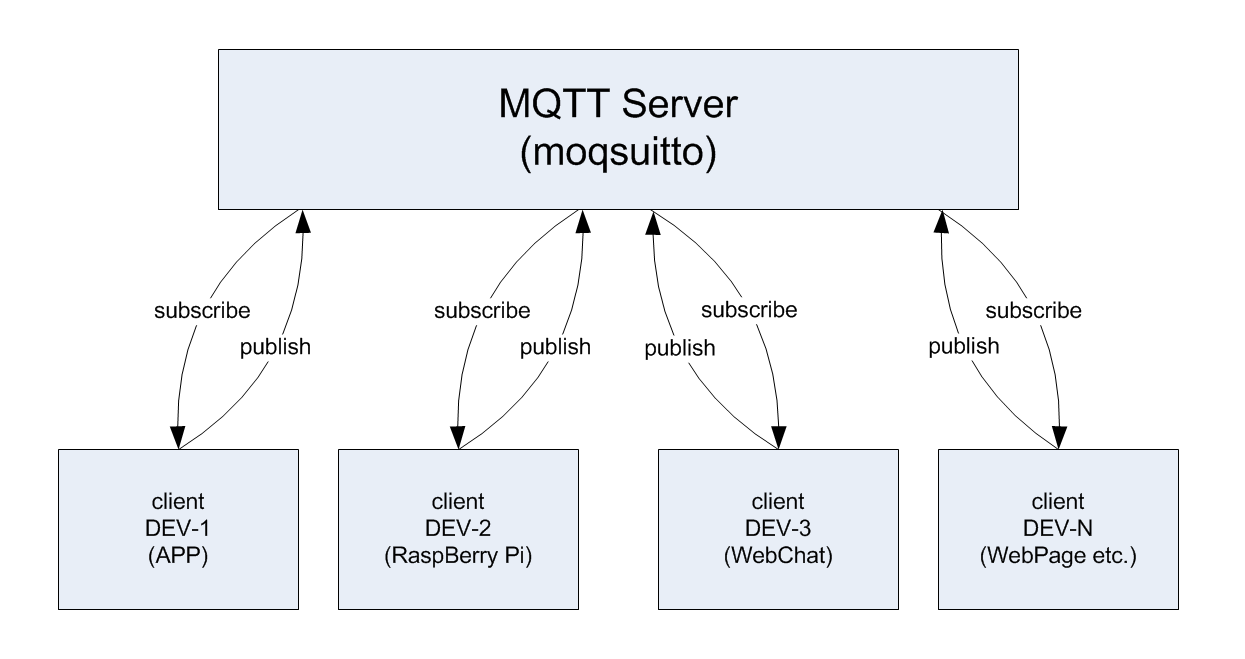 MQTT Server
(moqsuitto)
subscribe
publish
subscribe
publish
publish
subscribe
publish
subscribe
client
DEV-1
(APP)
client
DEV-2
(RaspBerry Pi)
client
DEV-3
(WebChat)
client
DEV-N
(WebPage etc.)